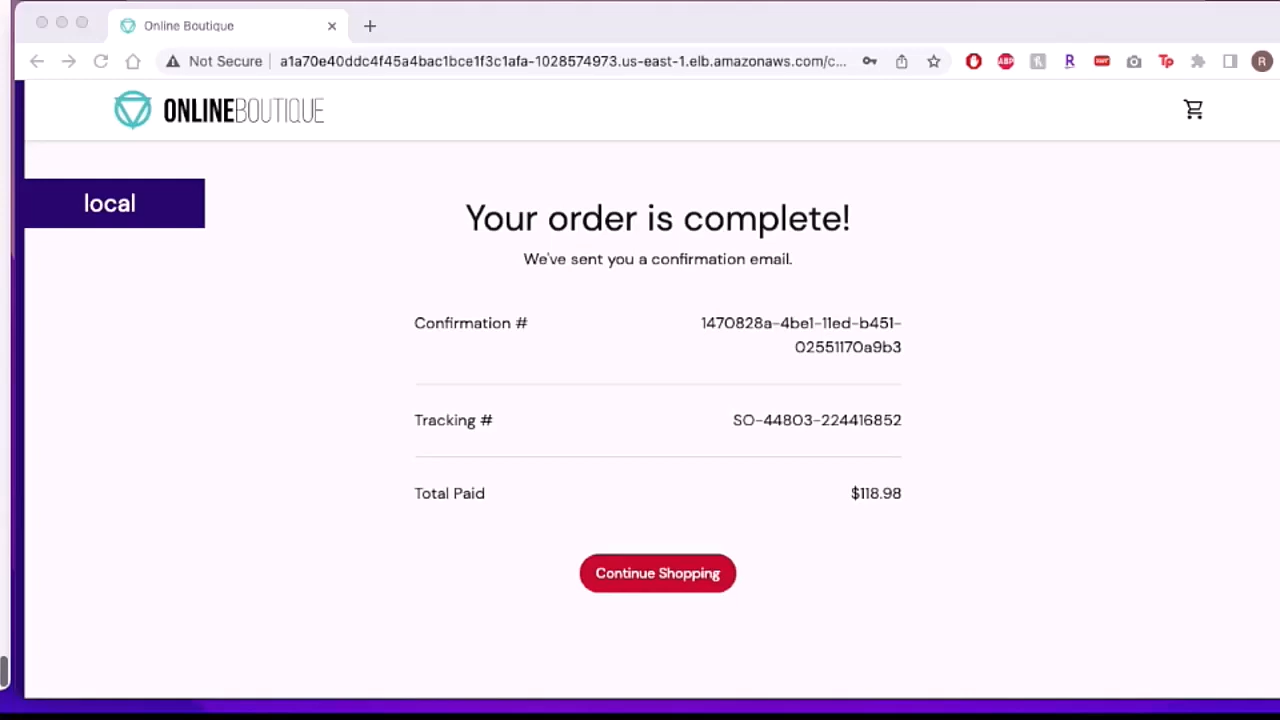 Online Boutique
Not Secure
a1a70e40ddc4f45a4bac1bce1f3c1afa-1028574973.us-east-1.elb.amazonaws.com/c...
ABP
R
Tp
R
ONLINEBOUTIQUE
local
Your order is complete!
We've sent you a confirmation email.
Confirmation #
1470828a-4be1-11ed-b451-
02551170a9b3
Tracking #
SO-44803-224416852
Total Paid
$118.98
Continue Shopping